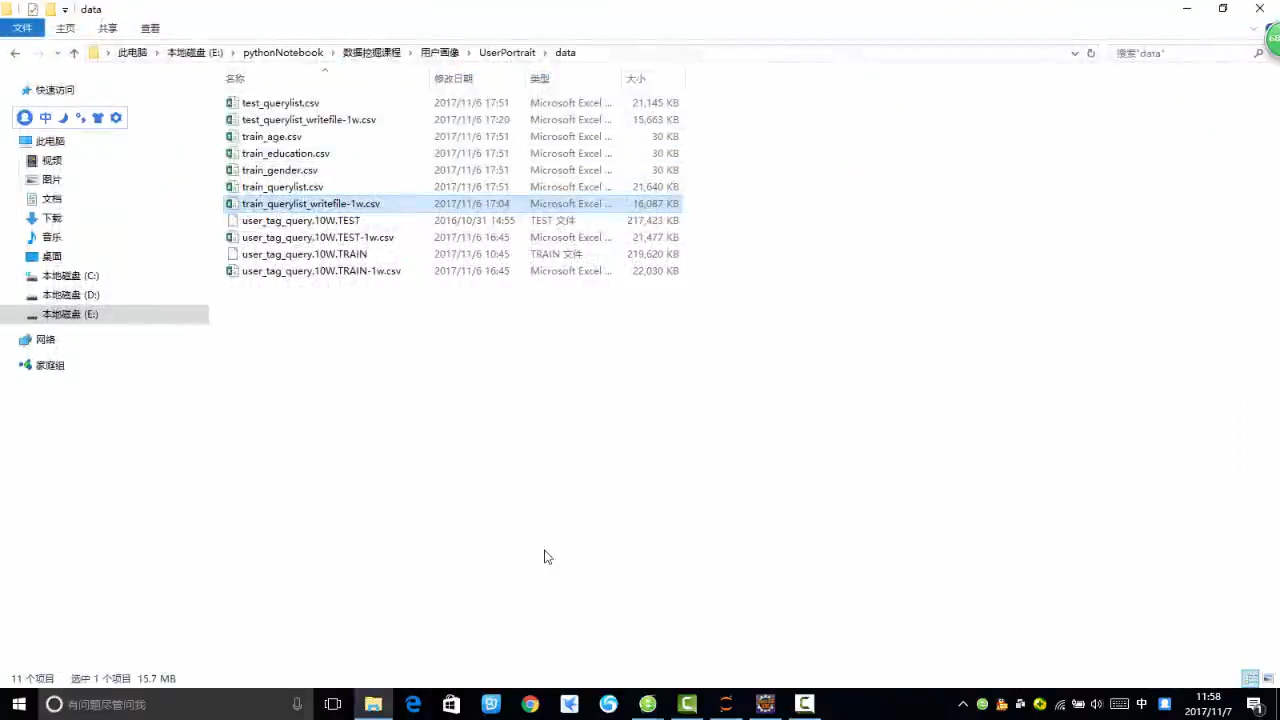 data
文件 主页 共享 查看
此电脑 本地磁盘 (E:) pythonNotebook 数据挖掘课程 用户画像 UserPortrait data 搜索"data"
68
名称 修改日期 类型 大小
快速访问
中
此电脑
视频
图片
文档
下载
音乐
桌面
本地磁盘 (C:)
本地磁盘 (D:)
本地磁盘 (E:)
网络
家庭组
test_querylist.csv 2017/11/6 17:51 Microsoft Excel ... 21,145 KB
test_querylist_writefile-1w.csv 2017/11/6 17:20 Microsoft Excel ... 15,663 KB
train_age.csv 2017/11/6 17:51 Microsoft Excel ... 30 KB
train_education.csv 2017/11/6 17:51 Microsoft Excel ... 30 KB
train_gender.csv 2017/11/6 17:51 Microsoft Excel ... 30 KB
train_querylist.csv 2017/11/6 17:51 Microsoft Excel ... 21,640 KB
train_querylist_writefile-1w.csv 2017/11/6 17:04 Microsoft Excel ... 16,087 KB
user_tag_query.10W.TEST 2016/10/31 14:55 TEST 文件 217,423 KB
user_tag_query.10W.TEST-1w.csv 2017/11/6 16:45 Microsoft Excel ... 21,477 KB
user_tag_query.10W.TRAIN 2017/11/6 10:45 TRAIN 文件 219,620 KB
user_tag_query.10W.TRAIN-1w.csv 2017/11/6 16:45 Microsoft Excel ... 22,030 KB
11 个项目 选中 1 个项目 15.7 MB
有问题尽管问我
中
11:58
2017/11/7